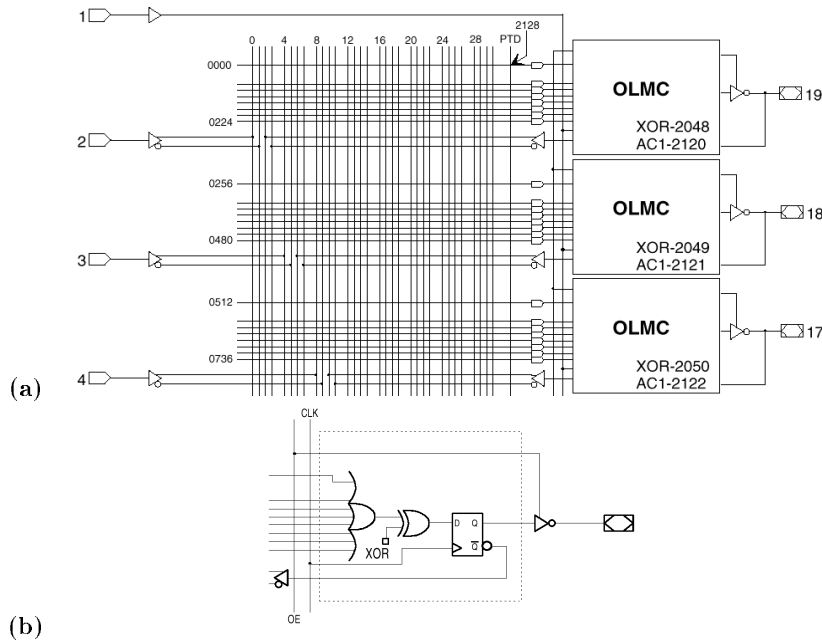 1
2128
0 4 8 12 16 20 24 28 PTD
0000
OLMC
19
0224
XOR-2048
2
AC1-2120
0256
OLMC
18
0480
XOR-2049
3
AC1-2121
0512
OLMC
17
0736
XOR-2050
4
AC1-2122
(a)
CLK
D Q
XOR
Q
OE
(b)